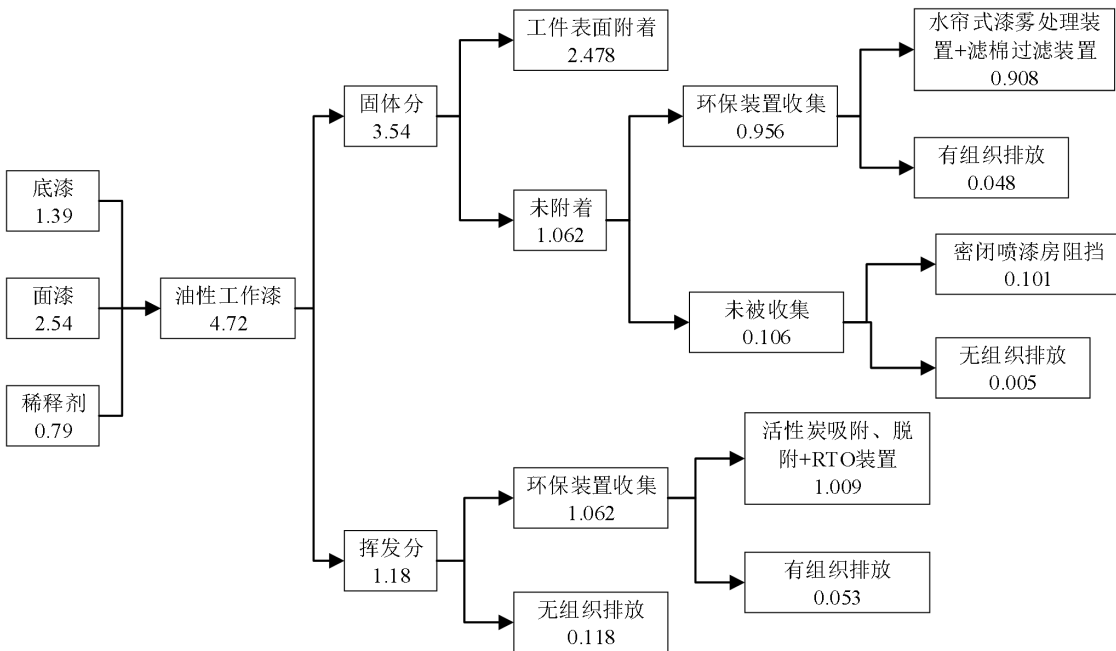 底漆
1.39
面漆
2.54
稀释剂
0.79
油性工作漆
4.72
固体分
3.54
挥发分
1.18
工件表面附着
2.478
未附着
1.062
环保装置收集
1.062
无组织排放
0.118
环保装置收集
0.956
未被收集
0.106
活性炭吸附、脱
附+RTO装置
1.009
有组织排放
0.053
水帘式漆雾处理装
置+滤棉过滤装置
0.908
有组织排放
0.048
密闭喷漆房阻挡
0.101
无组织排放
0.005